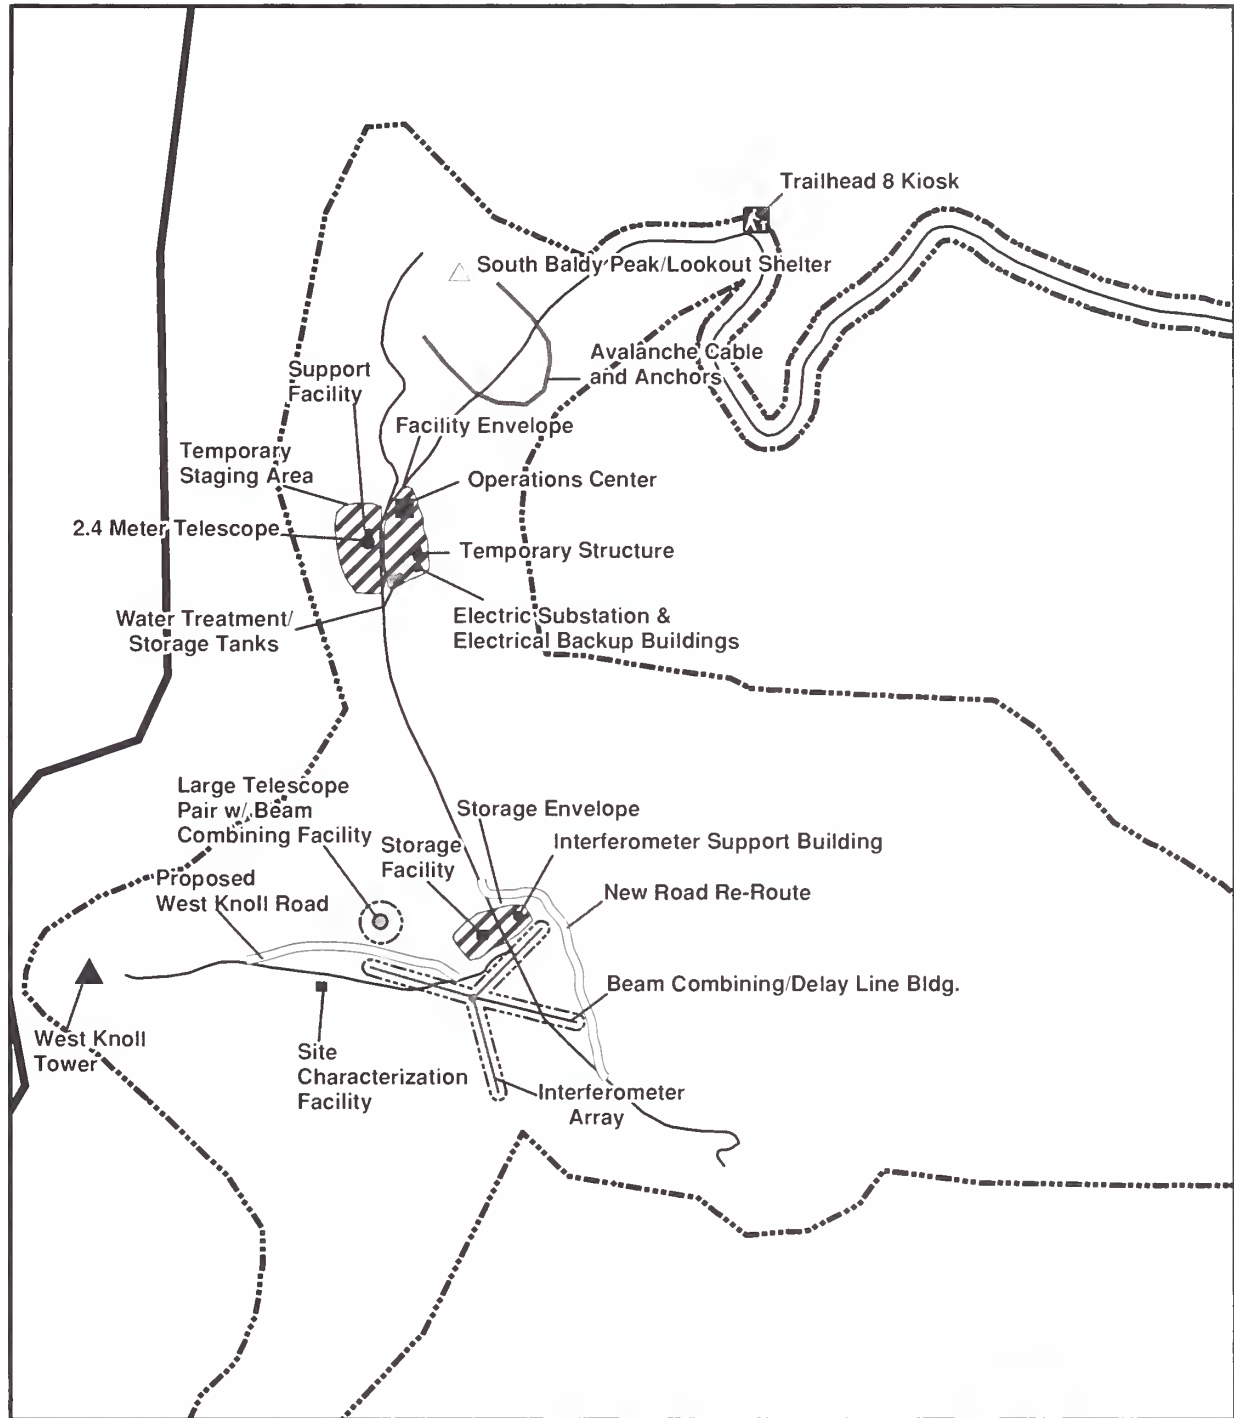 Trailhead 8 Kiosk
South Baldy Peak/Lookout Shelter
Avalanche Cable
and Anchors
Support
Facility
Facility Envelope
Temporary
Staging Area
Operations Center
2.4 Meter Telescope
Temporary Structure
Water Treatment/
Storage Tanks
Electric Substation &
Electrical Backup Buildings
Large Telescope
Pair w/ Beam
Combining Facility
Storage Envelope
Storage
Facility
Interferometer Support Building
Proposed
West Knoll Road
New Road Re-Route
Beam Combining/Delay Line Bldg.
West Knoll
Tower
Site
Characterization
Facility
Interferometer
Array